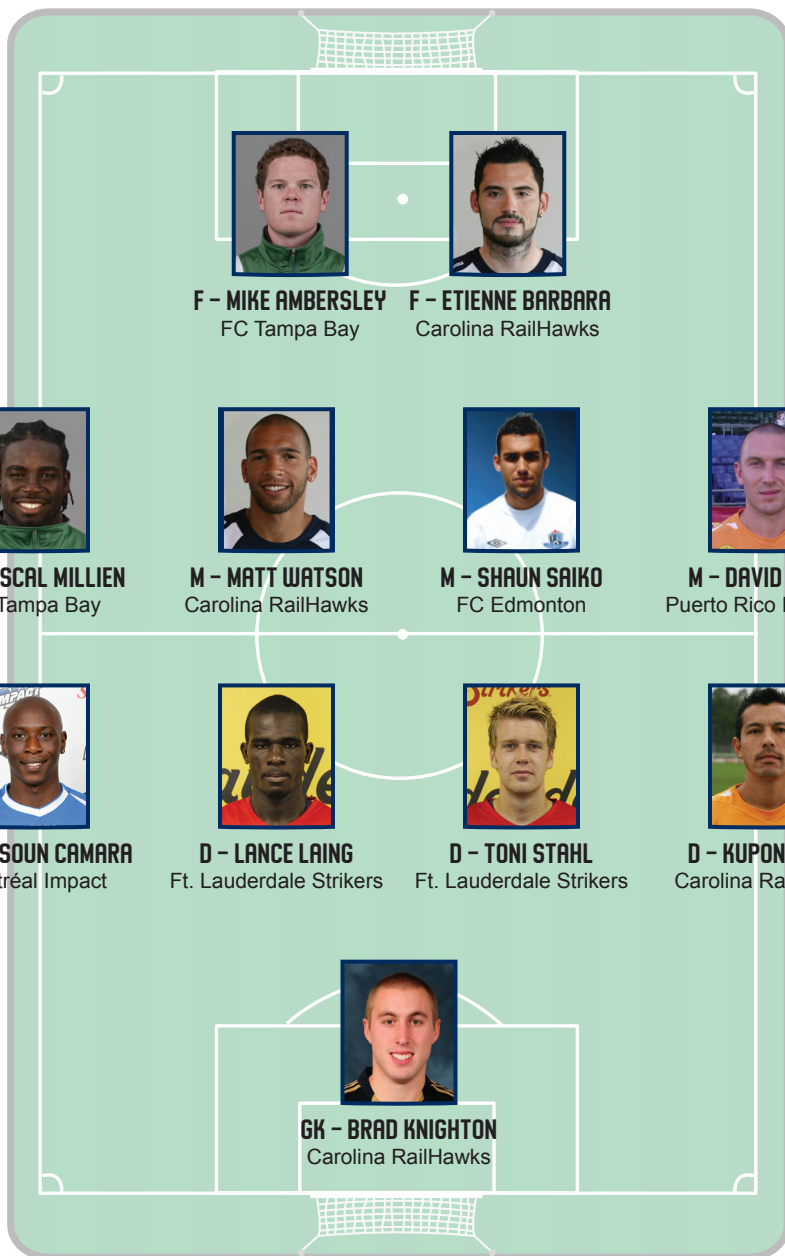 F – MIKE AMBERSLEY
FC Tampa Bay
F – ETIENNE BARBARA
Carolina RailHawks
SCAL MILLIEN
Tampa Bay
M – MATT WATSON
Carolina RailHawks
M – SHAUN SAIKO
FC Edmonton
M – DAVID
Puerto Rico
IMPACT
Strikers
SOUN CAMARA
tréal Impact
D – LANCE LAING
Ft. Lauderdale Strikers
D – TONI STAHL
Ft. Lauderdale Strikers
D – KUPON
Carolina Ra
GK – BRAD KNIGHTON
Carolina RailHawks